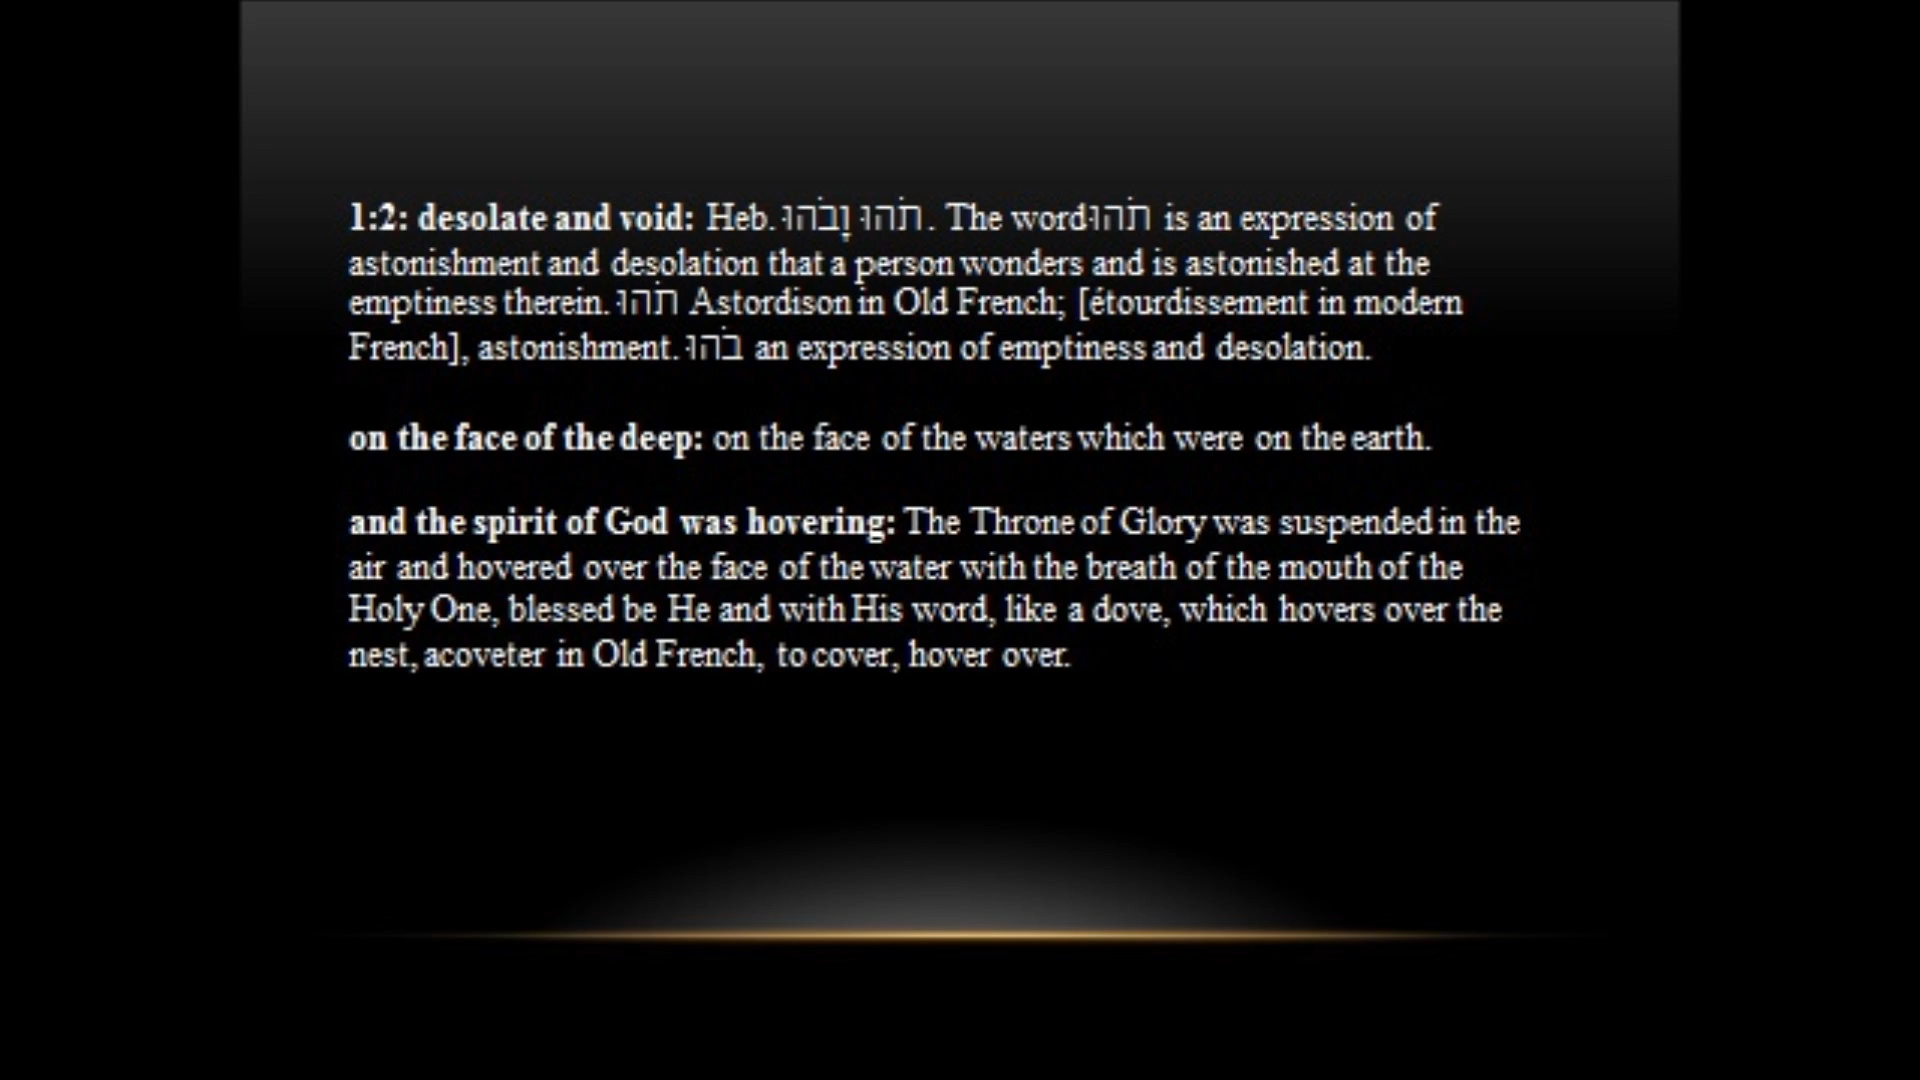 1:2: desolate and void: Heb. תֹהוּ וָבֹהוּ. The word תֹהוּ is an expression of
astonishment and desolation that a person wonders and is astonished at the
emptiness therein. תֹהוּ Astordison in Old French; [étourdissement in modern
French], astonishment. בֹהוּ an expression of emptiness and desolation.
on the face of the deep: on the face of the waters which were on the earth.
and the spirit of God was hovering: The Throne of Glory was suspended in the
air and hovered over the face of the water with the breath of the mouth of the
Holy One, blessed be He and with His word, like a dove, which hovers over the
nest, acoveter in Old French, to cover, hover over.